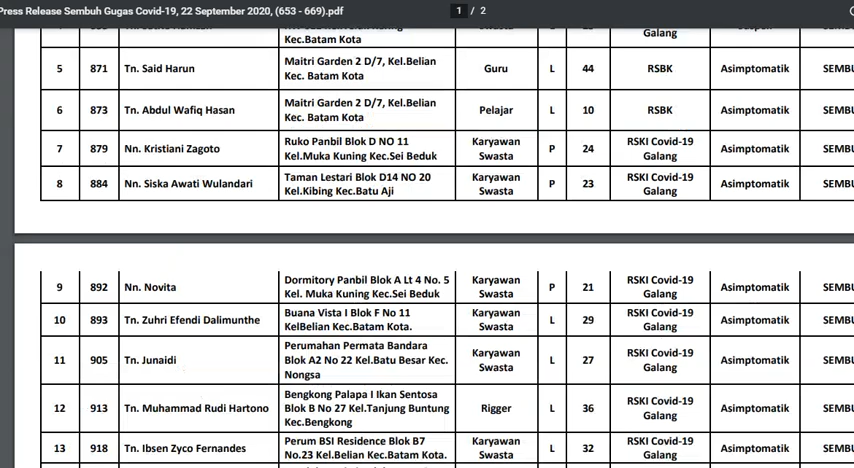 Press Release Sembuh Gugas Covid-19, 22 September 2020, (653 - 669).pdf 1 / 2
Kec.Batam Kota Galang
5 871 Tn. Said Harun Maitri Garden 2 D/7, Kel.Belian Kec. Batam Kota Guru L 44 RSBK Asimptomatik SEMBU
6 873 Tn. Abdul Wafiq Hasan Maitri Garden 2 D/7, Kel.Belian Kec. Batam Kota Pelajar L 10 RSBK Asimptomatik SEMBU
7 879 Nn. Kristiani Zagoto Ruko Panbil Blok D NO 11 Kel.Muka Kuning Kec.Sei Beduk Karyawan Swasta P 24 RSKI Covid-19 Galang Asimptomatik SEMBU
8 884 Nn. Siska Awati Wulandari Taman Lestari Blok D14 NO 20 Kel.Kibing Kec.Batu Aji Karyawan Swasta P 23 RSKI Covid-19 Galang Asimptomatik SEMBU
9 892 Nn. Novita Dormitory Panbil Blok A Lt 4 No. 5 Kel. Muka Kuning Kec.Sei Beduk Karyawan Swasta P 21 RSKI Covid-19 Galang Asimptomatik SEMBU
10 893 Tn. Zuhri Efendi Dalimunthe Buana Vista I Blok F No 11 KelBelian Kec.Batam Kota. Karyawan Swasta L 29 RSKI Covid-19 Galang Asimptomatik SEMBU
11 905 Tn. Junaidi Perumahan Permata Bandara Blok A2 No 22 Kel.Batu Besar Kec. Nongsa Karyawan Swasta L 27 RSKI Covid-19 Galang Asimptomatik SEMBU
12 913 Tn. Muhammad Rudi Hartono Bengkong Palapa I Ikan Sentosa Blok B No 27 Kel.Tanjung Buntung Kec.Bengkong Rigger L 36 RSKI Covid-19 Galang Asimptomatik SEMBU
13 918 Tn. Ibsen Zyco Fernandes Perum BSI Residence Blok B7 No.23 Kel.Belian Kec.Batam Kota. Karyawan Swasta L 32 RSKI Covid-19 Galang Asimptomatik SEMBU